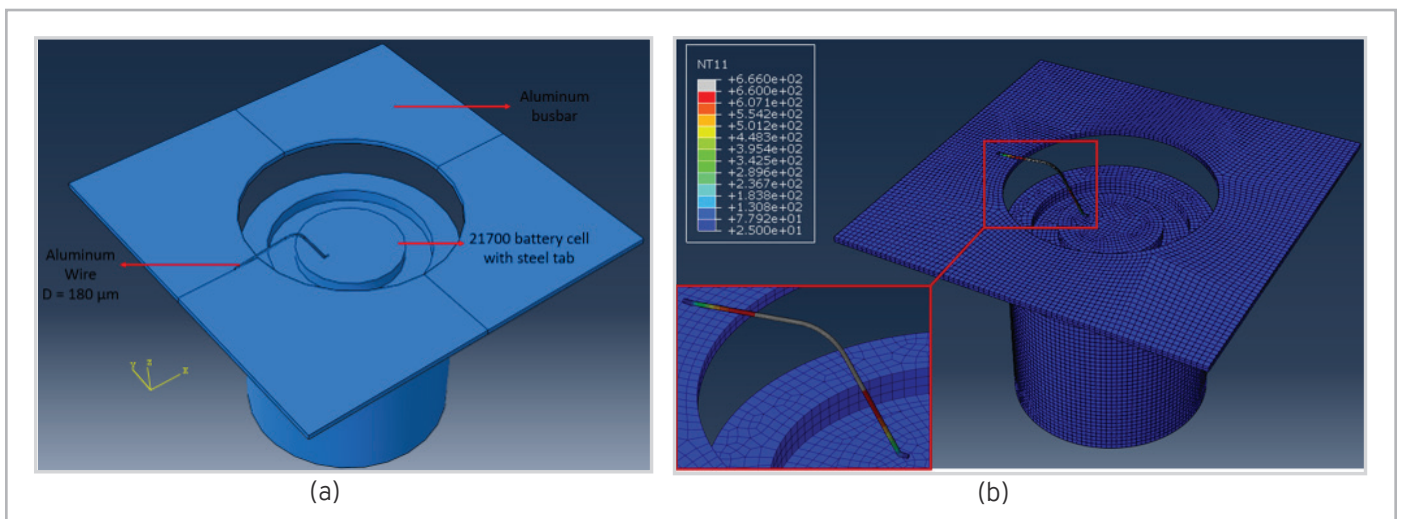 Aluminum
busbar
21700 battery cell
with steel tab
Aluminum
Wire
D = 180 µm
Y
Z
X
(a)
NT11
+6.660e+02
+6.600e+02
+6.071e+02
+5.542e+02
+5.012e+02
+4.483e+02
+3.954e+02
+3.425e+02
+2.896e+02
+2.367e+02
+1.838e+02
+1.308e+02
+7.792e+01
+2.500e+01
(b)